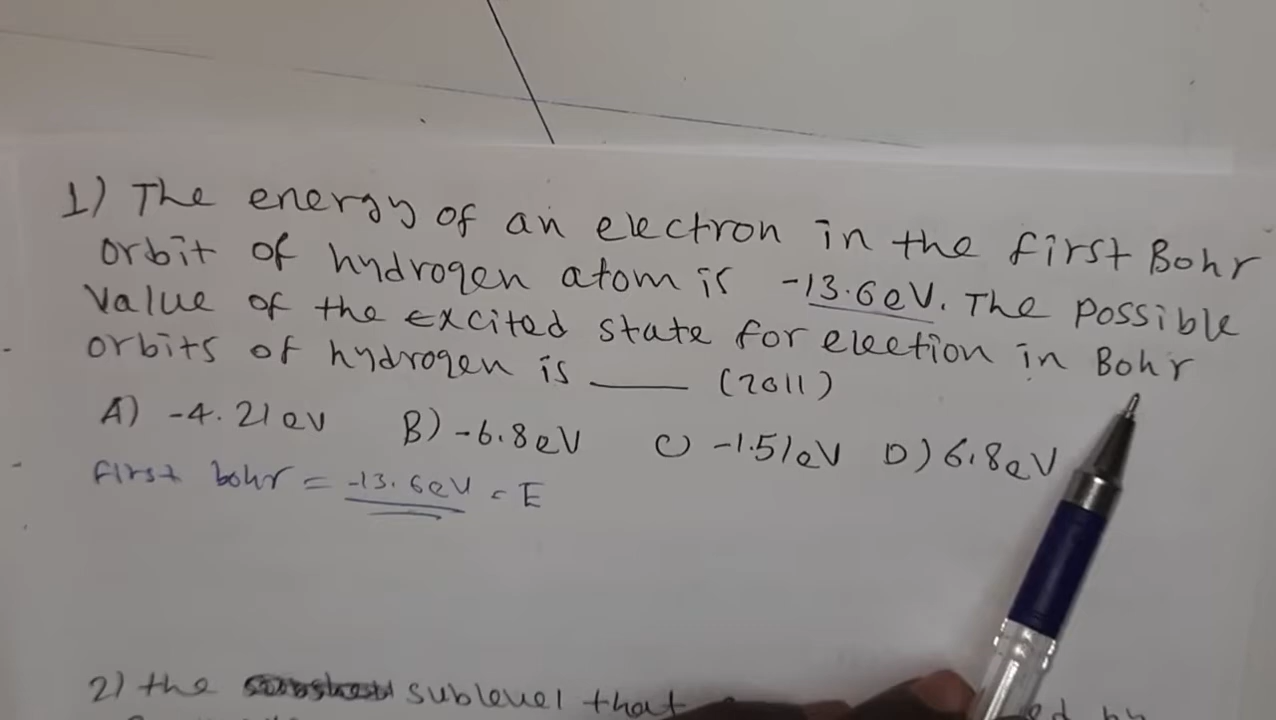 1) The energy of an electron in the first Bohr
orbit of hydrogen atom is -13.6eV. The possible
Value of the excited state for election in Bohr
orbits of hydrogen is ___ (2011)
A) -4.21eV B) -6.8eV C) -1.51eV D) 6.8eV
first bohr = -13.6eV = E
2) the sublevel that